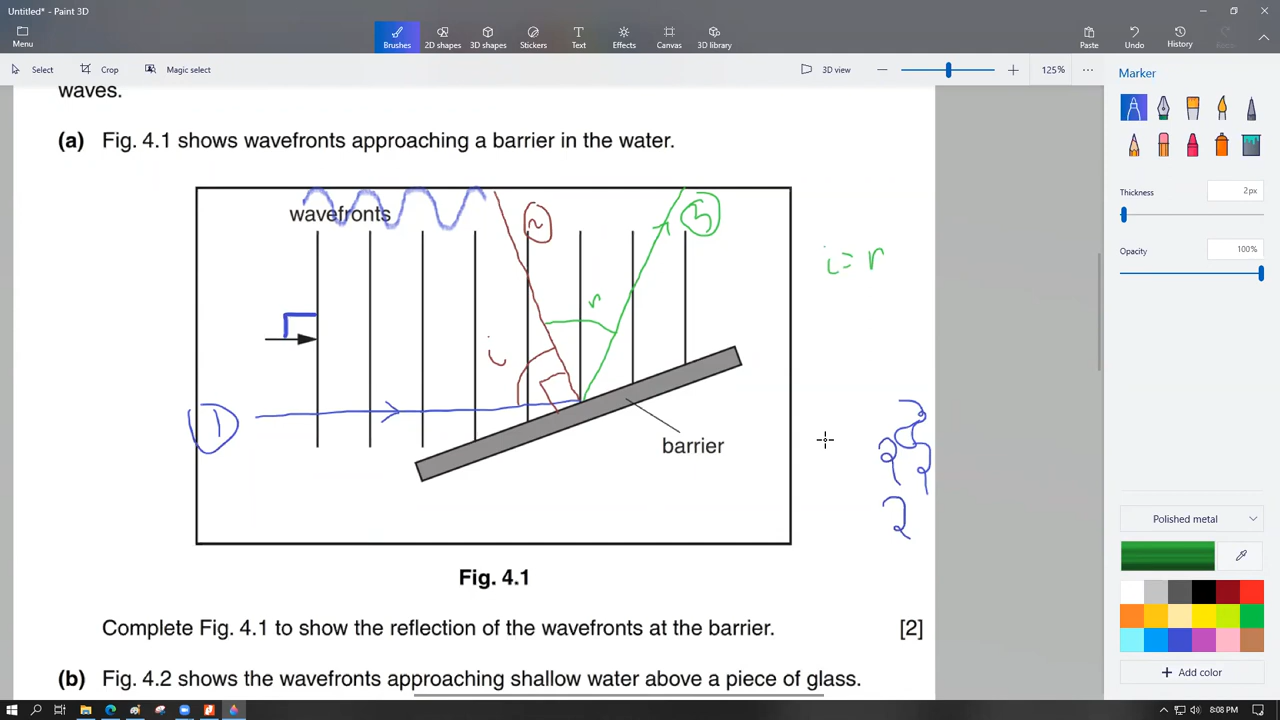 Untitled* - Paint 3D
Menu
Brushes
2D shapes
3D shapes
Stickers
Text
Effects
Canvas
3D library
Paste
Undo
History
Select
Crop
Magic select
3D view
125%
Marker
Thickness
2px
Opacity
100%
Polished metal
Add color
waves.
(a) Fig. 4.1 shows wavefronts approaching a barrier in the water.
wavefronts
2
3
r
i
i = r
1
barrier
2
Fig. 4.1
Complete Fig. 4.1 to show the reflection of the wavefronts at the barrier. [2]
(b) Fig. 4.2 shows the wavefronts approaching shallow water above a piece of glass.
8:08 PM